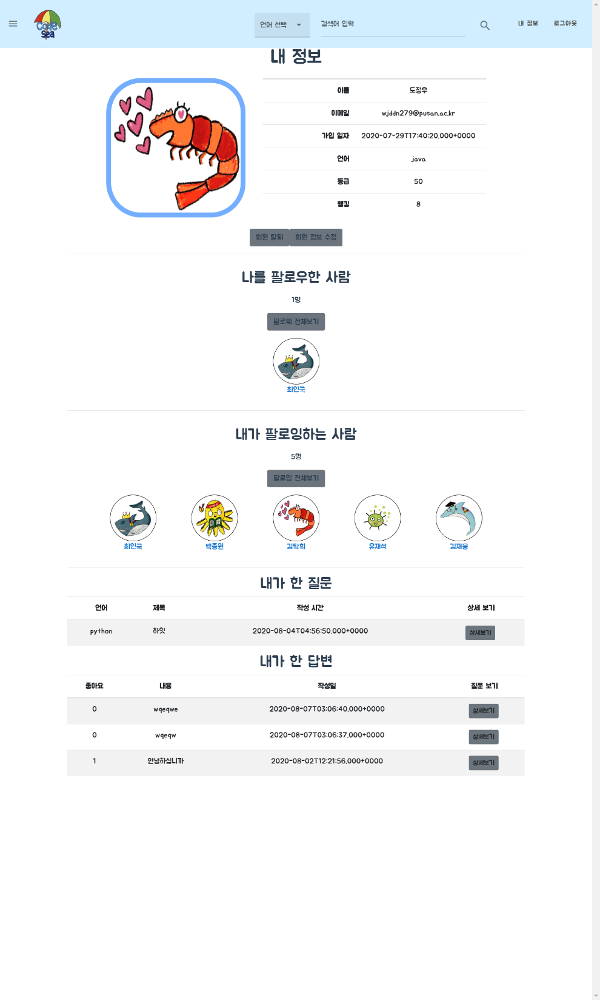 Code
Sea
언어 선택
검색어 입력
내 정보
로그아웃
내 정보
이름 도정우
이메일 wjddn279@pusan.ac.kr
가입 일자 2020-07-29T17:40:20.000+0000
언어 java
등급 50
랭킹 8
회원 탈퇴 회원 정보 수정
나를 팔로우한 사람
1명
팔로워 전체보기
최인국
내가 팔로잉하는 사람
5명
팔로잉 전체보기
최인국 백종원 김탁희 유재석 김재웅
내가 한 질문
언어 제목 작성 시간 상세 보기
python 하잇 2020-08-04T04:56:50.000+0000 상세보기
내가 한 답변
좋아요 내용 작성일 질문 보기
0 wqeqwe 2020-08-07T03:06:40.000+0000 상세보기
0 wqeqw 2020-08-07T03:06:37.000+0000 상세보기
1 안녕하십니까 2020-08-02T12:21:56.000+0000 상세보기